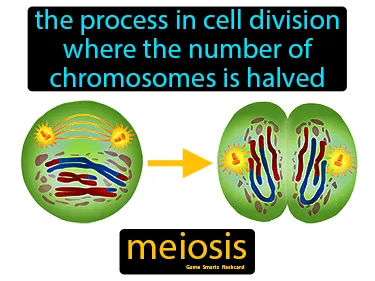 the process in cell division
where the number of
chromosomes is halved
meiosis
Game Smartz Flashcard